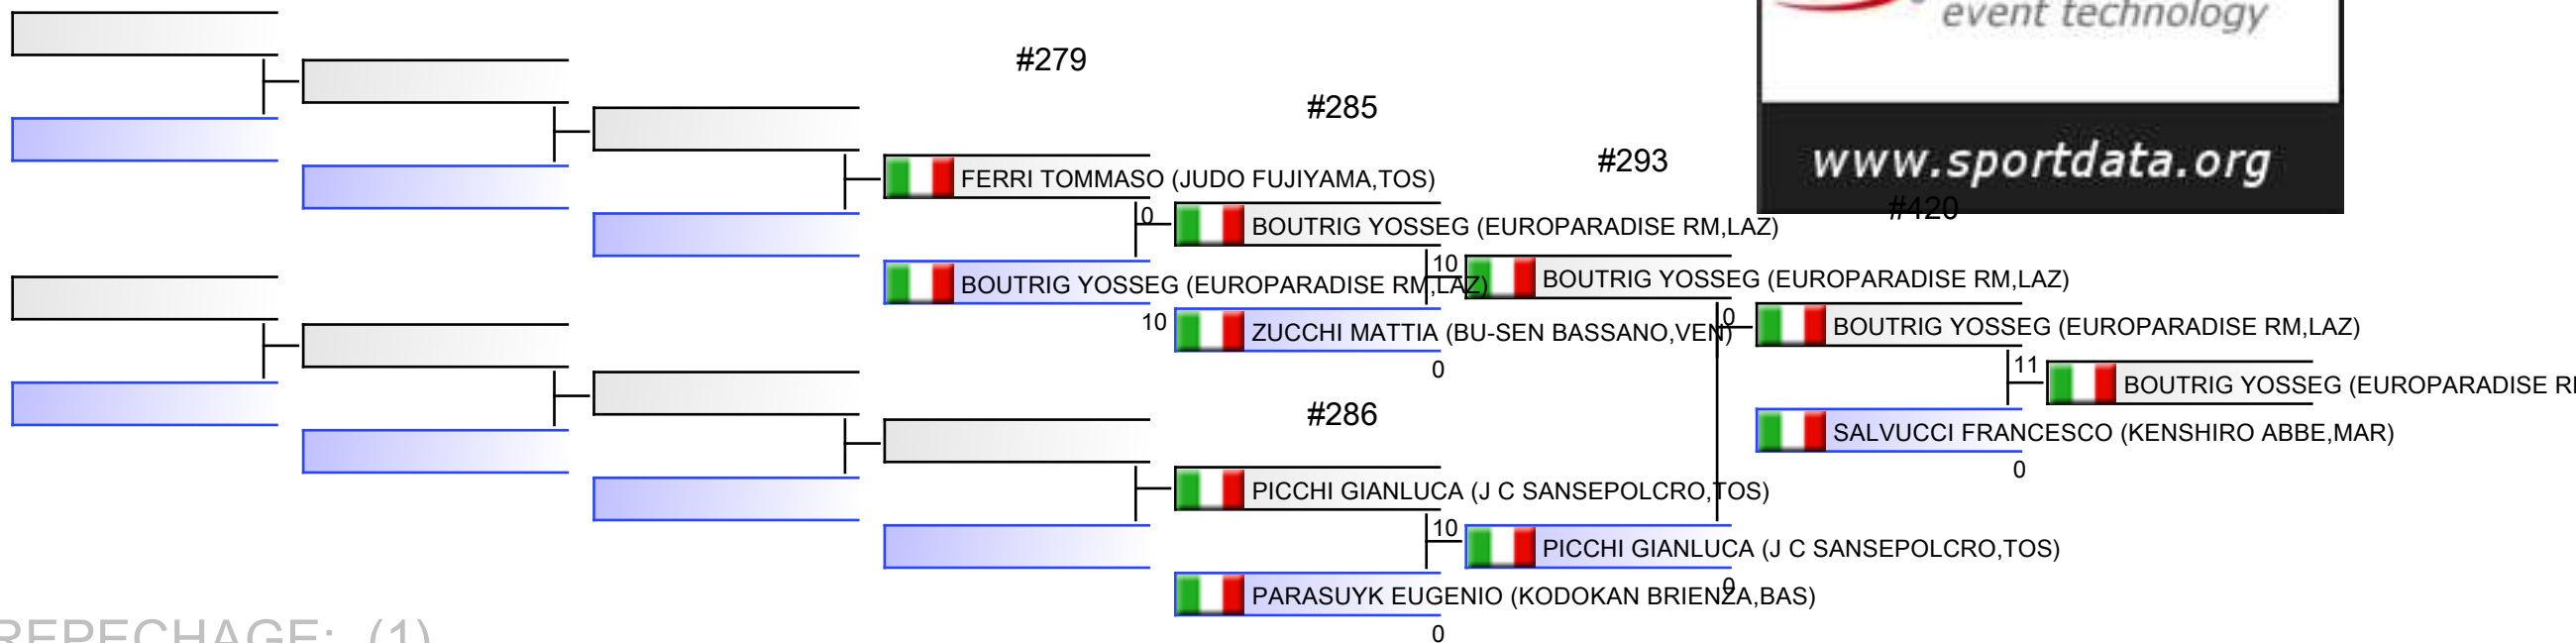 event technology
www.sportdata.org
#279
#285
#293
#420
FERRI TOMMASO (JUDO FUJIYAMA,TOS)
0
BOUTRIG YOSSEG (EUROPARADISE RM,LAZ)
10
BOUTRIG YOSSEG (EUROPARADISE RM,LAZ)
BOUTRIG YOSSEG (EUROPARADISE RM,LAZ)
10
ZUCCHI MATTIA (BU-SEN BASSANO,VEN)
0
0
BOUTRIG YOSSEG (EUROPARADISE RM,LAZ)
11
BOUTRIG YOSSEG (EUROPARADISE
SALVUCCI FRANCESCO (KENSHIRO ABBE,MAR)
0
#286
PICCHI GIANLUCA (J C SANSEPOLCRO,TOS)
10
PICCHI GIANLUCA (J C SANSEPOLCRO,TOS)
0
PARASUYK EUGENIO (KODOKAN BRIENZA,BAS)
0
REPECHAGE: (1)